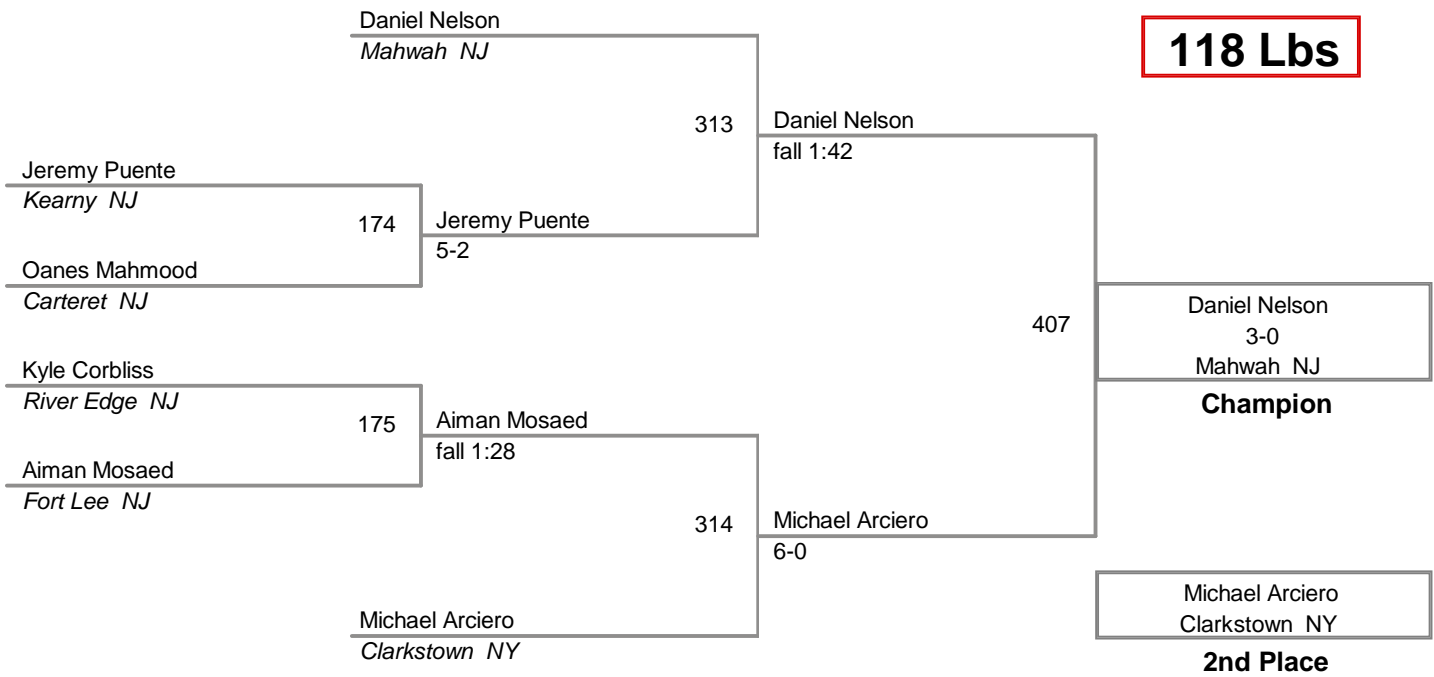 Daniel Nelson
Mahwah NJ
118 Lbs
313
Daniel Nelson
fall 1:42
Jeremy Puente
Kearny NJ
174
Jeremy Puente
5-2
Oanes Mahmood
Carteret NJ
407
Daniel Nelson
3-0
Mahwah NJ
Champion
Kyle Corbliss
River Edge NJ
175
Aiman Mosaed
fall 1:28
Aiman Mosaed
Fort Lee NJ
314
Michael Arciero
6-0
Michael Arciero
Clarkstown NY
Michael Arciero
Clarkstown NY
2nd Place